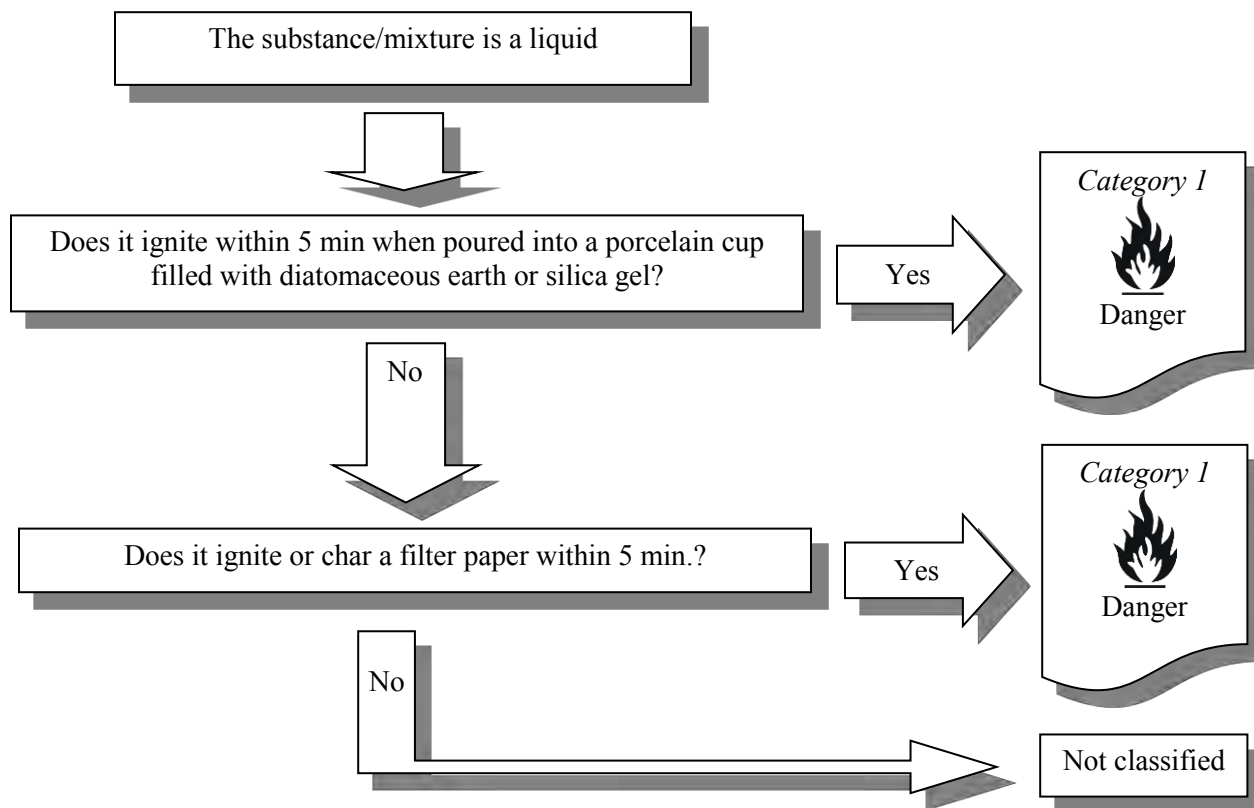 The substance/mixture is a liquid
Category 1
Does it ignite within 5 min when poured into a porcelain cup
filled with diatomaceous earth or silica gel?
Yes
Danger
No
Category 1
Does it ignite or char a filter paper within 5 min.?
Yes
Danger
No
Not classified